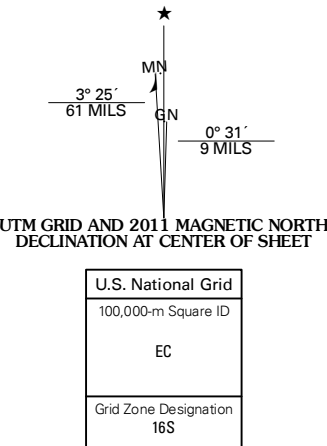 ★
MN
3° 25´
61 MILS
GN
0° 31´
9 MILS
UTM GRID AND 2011 MAGNETIC NORTH
DECLINATION AT CENTER OF SHEET
U.S. National Grid
100,000-m Square ID
EC
Grid Zone Designation
16S